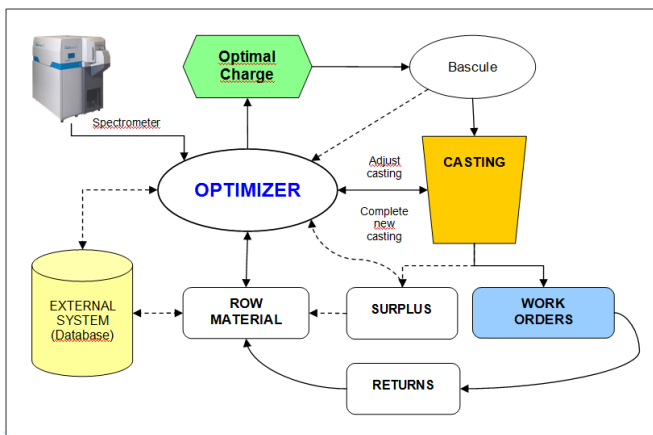 Optimal
Charge
Bascule
Spectrometer
Adjust
casting
CASTING
OPTIMIZER
Complete
new
casting
EXTERNAL
SYSTEM
(Database)
ROW
MATERIAL
SURPLUS
WORK
ORDERS
RETURNS